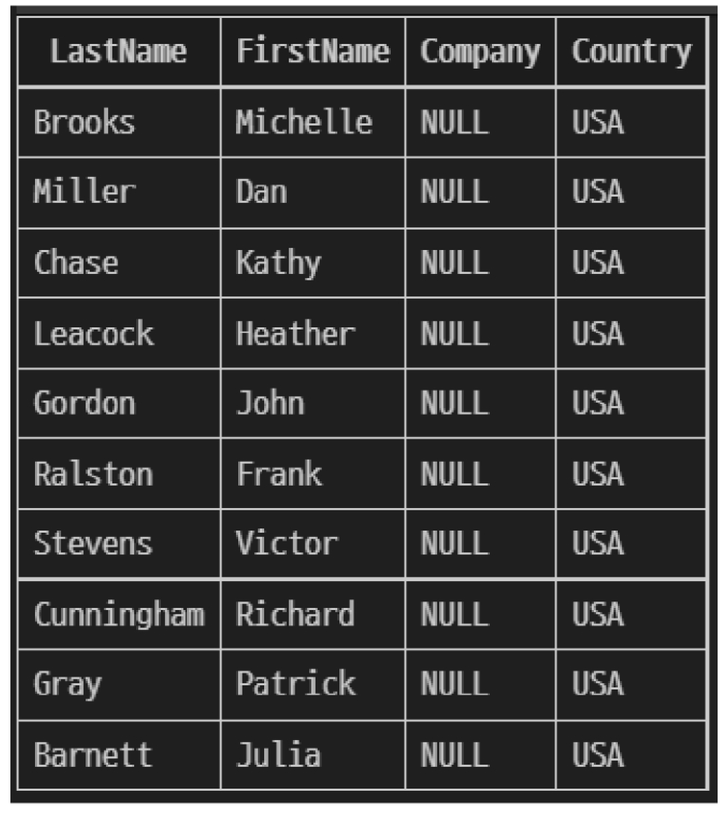 LastName FirstName Company Country
Brooks Michelle NULL USA
Miller Dan NULL USA
Chase Kathy NULL USA
Leacock Heather NULL USA
Gordon John NULL USA
Ralston Frank NULL USA
Stevens Victor NULL USA
Cunningham Richard NULL USA
Gray Patrick NULL USA
Barnett Julia NULL USA